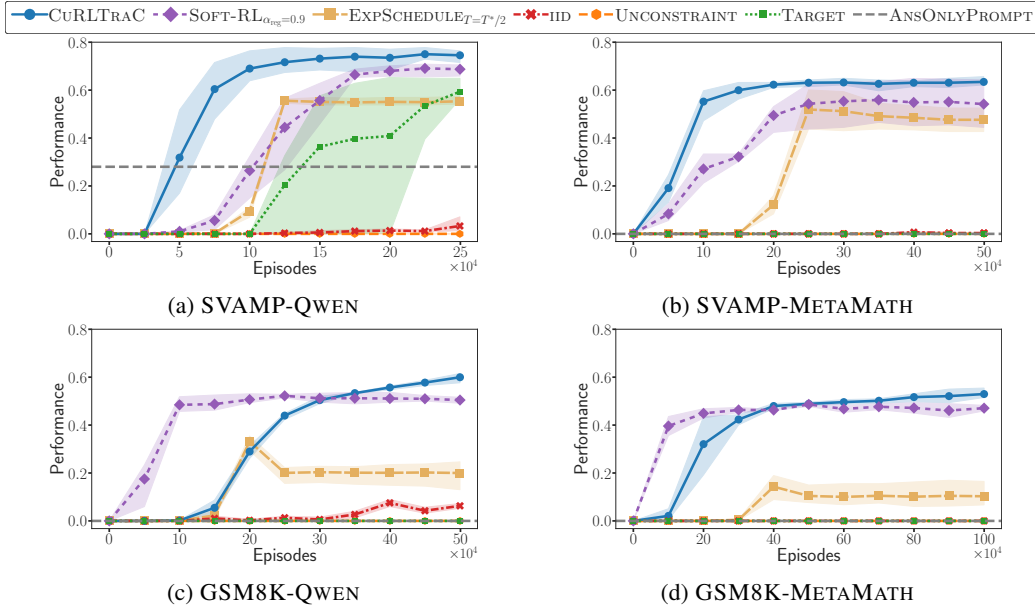 CURLTRAC SOFT-RL_{α_{reg}=0.9} EXPSCHEDULE_{T=T*/2} IID UNCONSTRAINT TARGET ANSONLYPROMPT
0.8 0.6 0.4 0.2 0.0
Performance
0 5 10 15 20 25
×10⁴
Episodes
(a) SVAMP-QWEN
0.8 0.6 0.4 0.2 0.0
Performance
0 10 20 30 40 50
×10⁴
Episodes
(b) SVAMP-METAMATH
0.8 0.6 0.4 0.2 0.0
Performance
0 10 20 30 40 50
×10⁴
Episodes
(c) GSM8K-QWEN
0.8 0.6 0.4 0.2 0.0
Performance
0 20 40 60 80 100
×10⁴
Episodes
(d) GSM8K-METAMATH